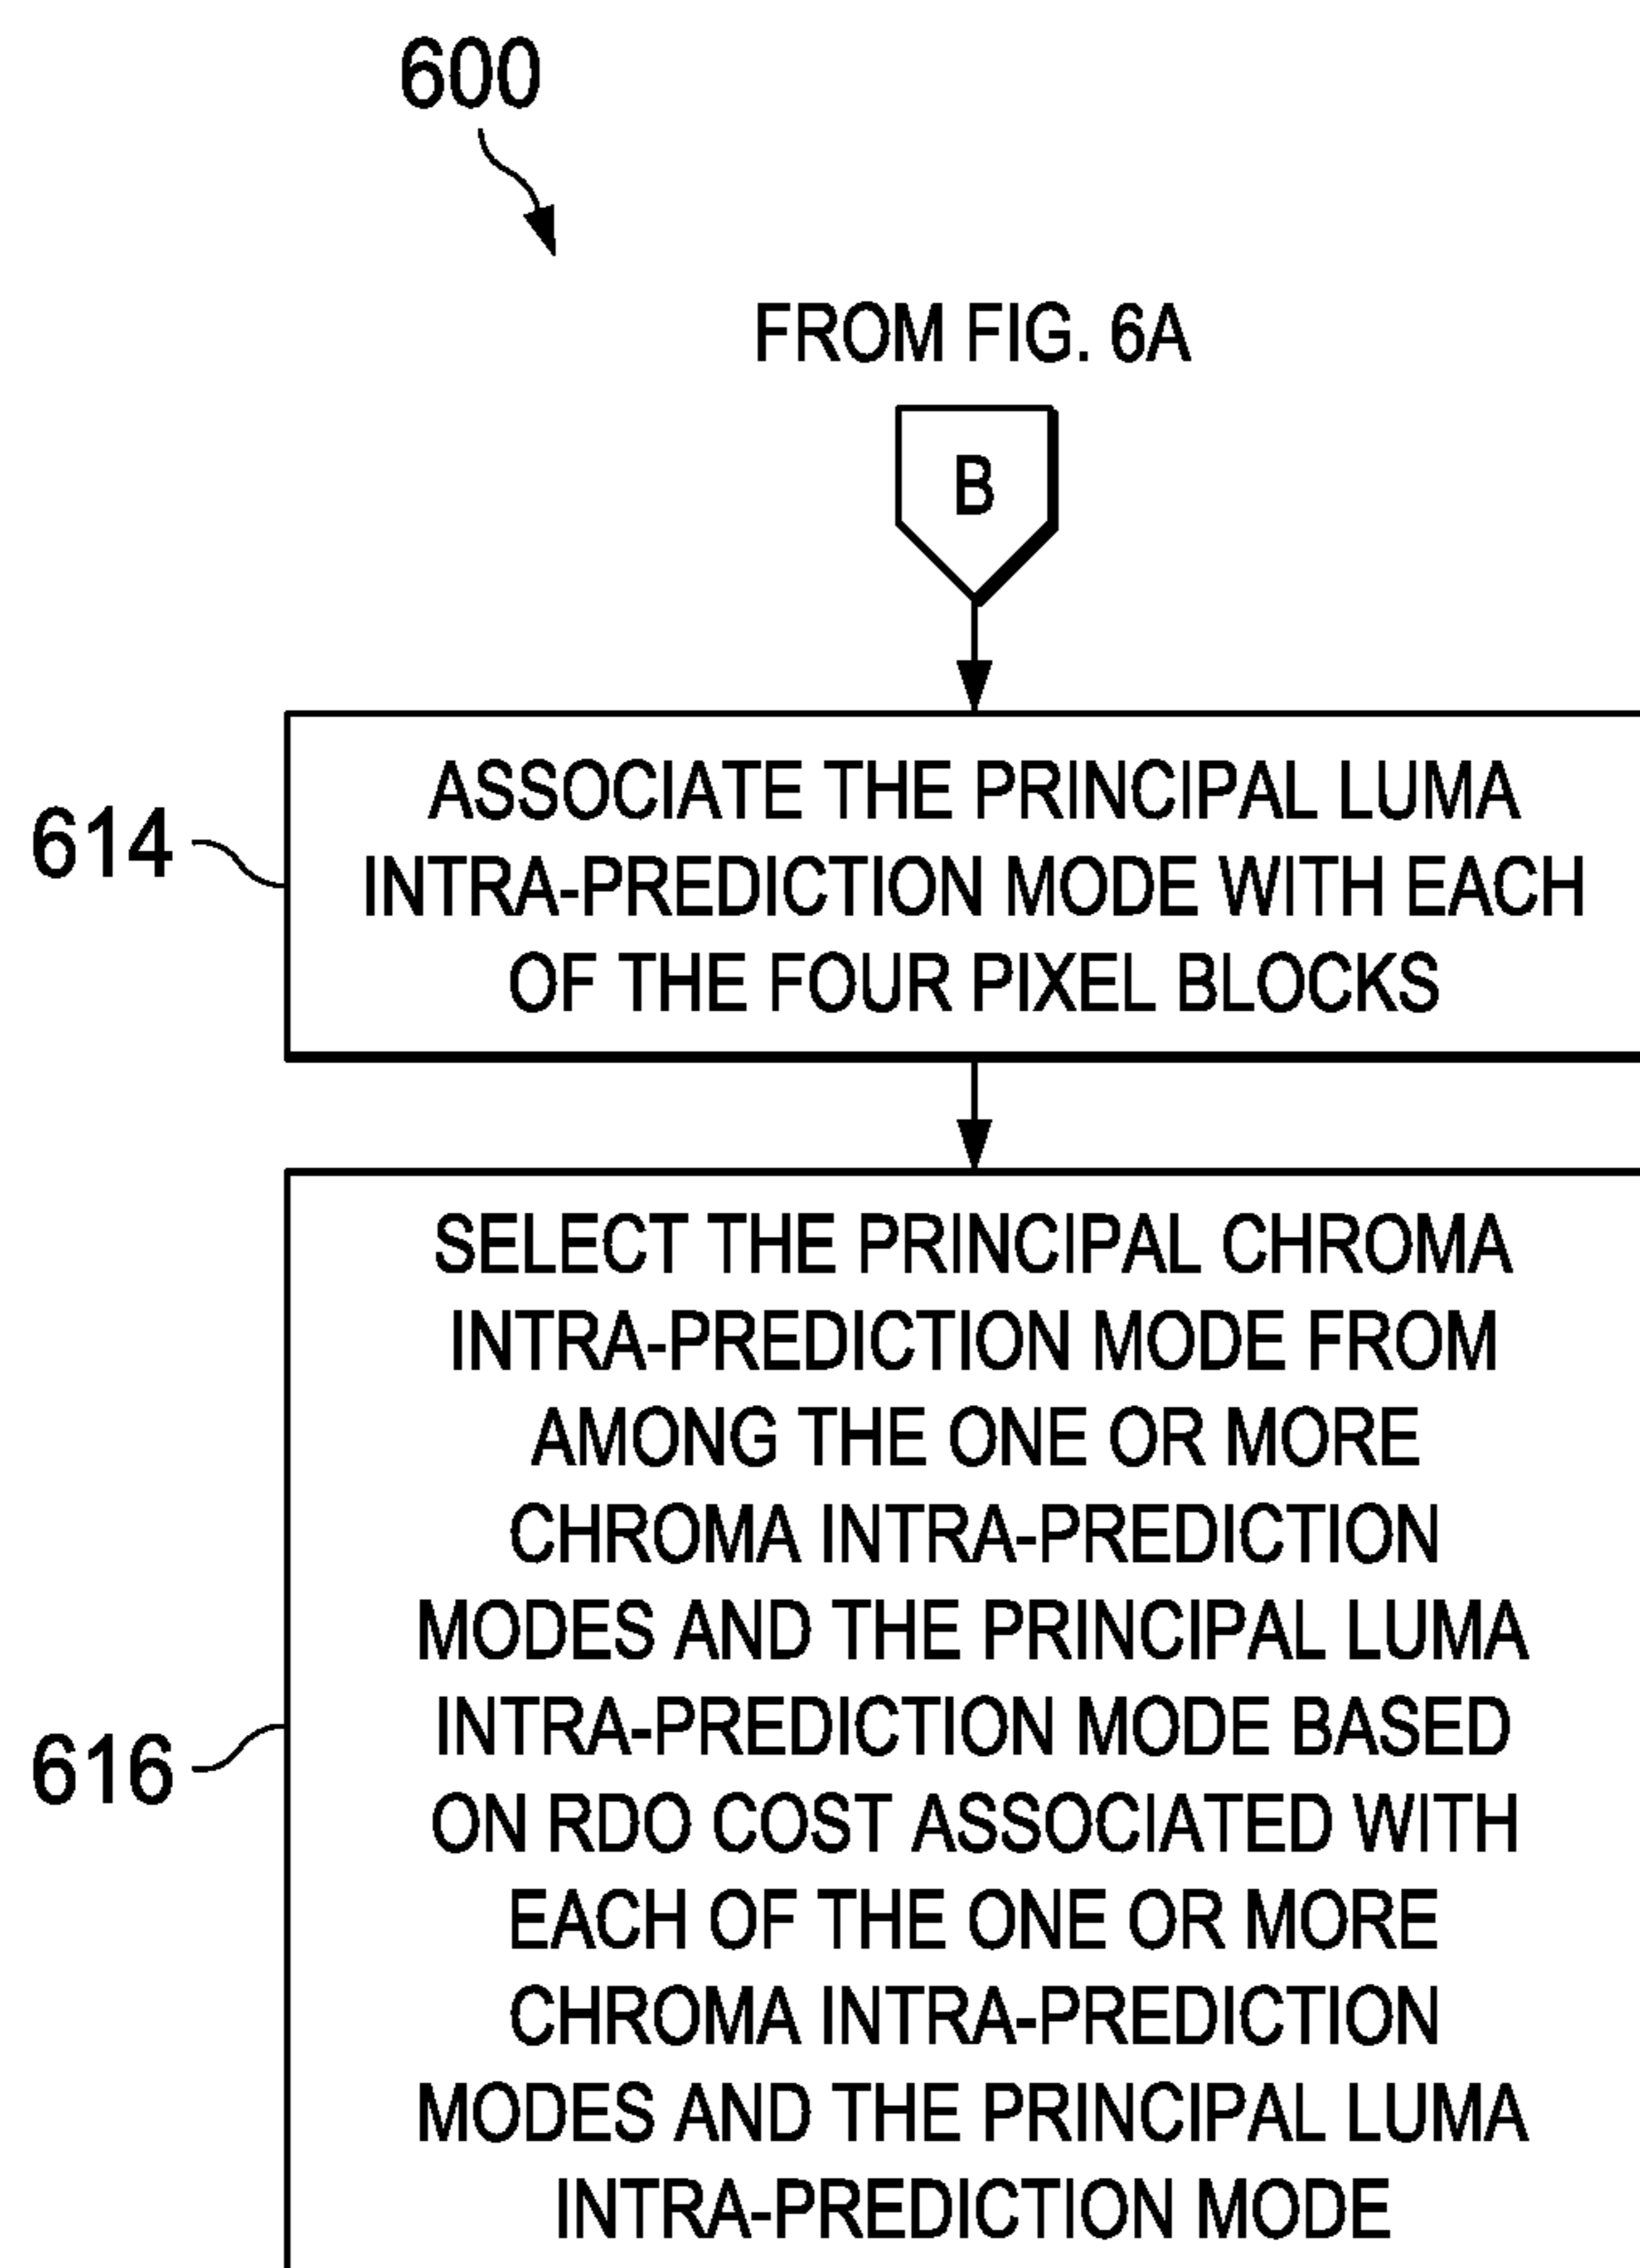 600
FROM FIG. 6A
B
614
ASSOCIATE THE PRINCIPAL LUMA
INTRA-PREDICTION MODE WITH EACH
OF THE FOUR PIXEL BLOCKS
616
SELECT THE PRINCIPAL CHROMA
INTRA-PREDICTION MODE FROM
AMONG THE ONE OR MORE
CHROMA INTRA-PREDICTION
MODES AND THE PRINCIPAL LUMA
INTRA-PREDICTION MODE BASED
ON RDO COST ASSOCIATED WITH
EACH OF THE ONE OR MORE
CHROMA INTRA-PREDICTION
MODES AND THE PRINCIPAL LUMA
INTRA-PREDICTION MODE